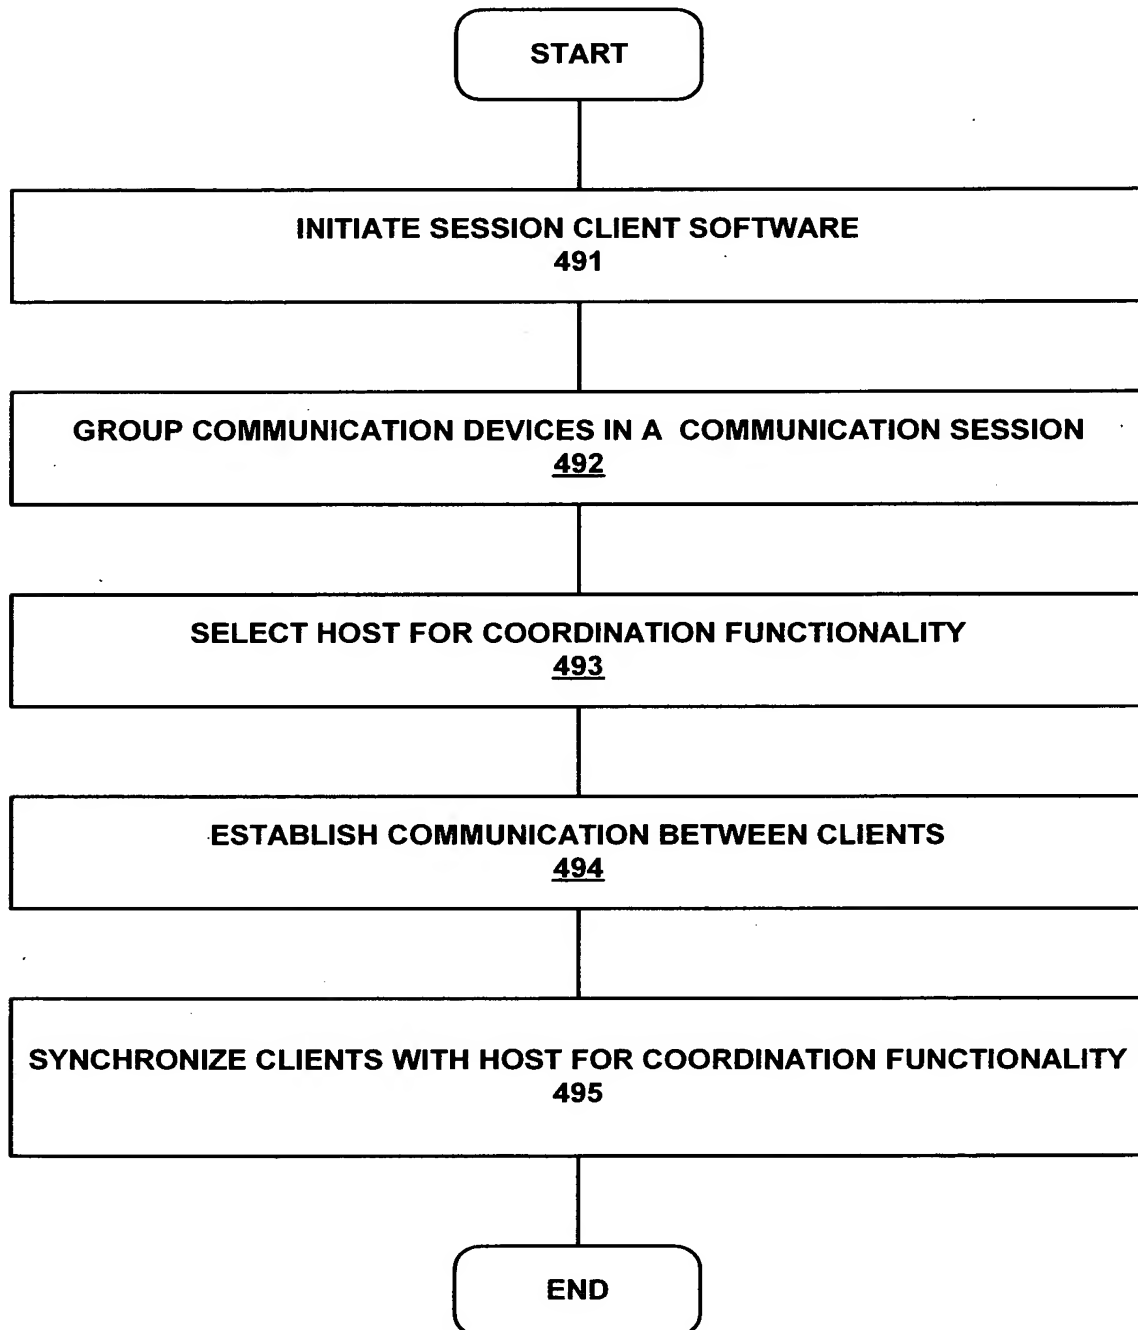 START
INITIATE SESSION CLIENT SOFTWARE
491
GROUP COMMUNICATION DEVICES IN A COMMUNICATION SESSION
492
SELECT HOST FOR COORDINATION FUNCTIONALITY
493
ESTABLISH COMMUNICATION BETWEEN CLIENTS
494
SYNCHRONIZE CLIENTS WITH HOST FOR COORDINATION FUNCTIONALITY
495
END